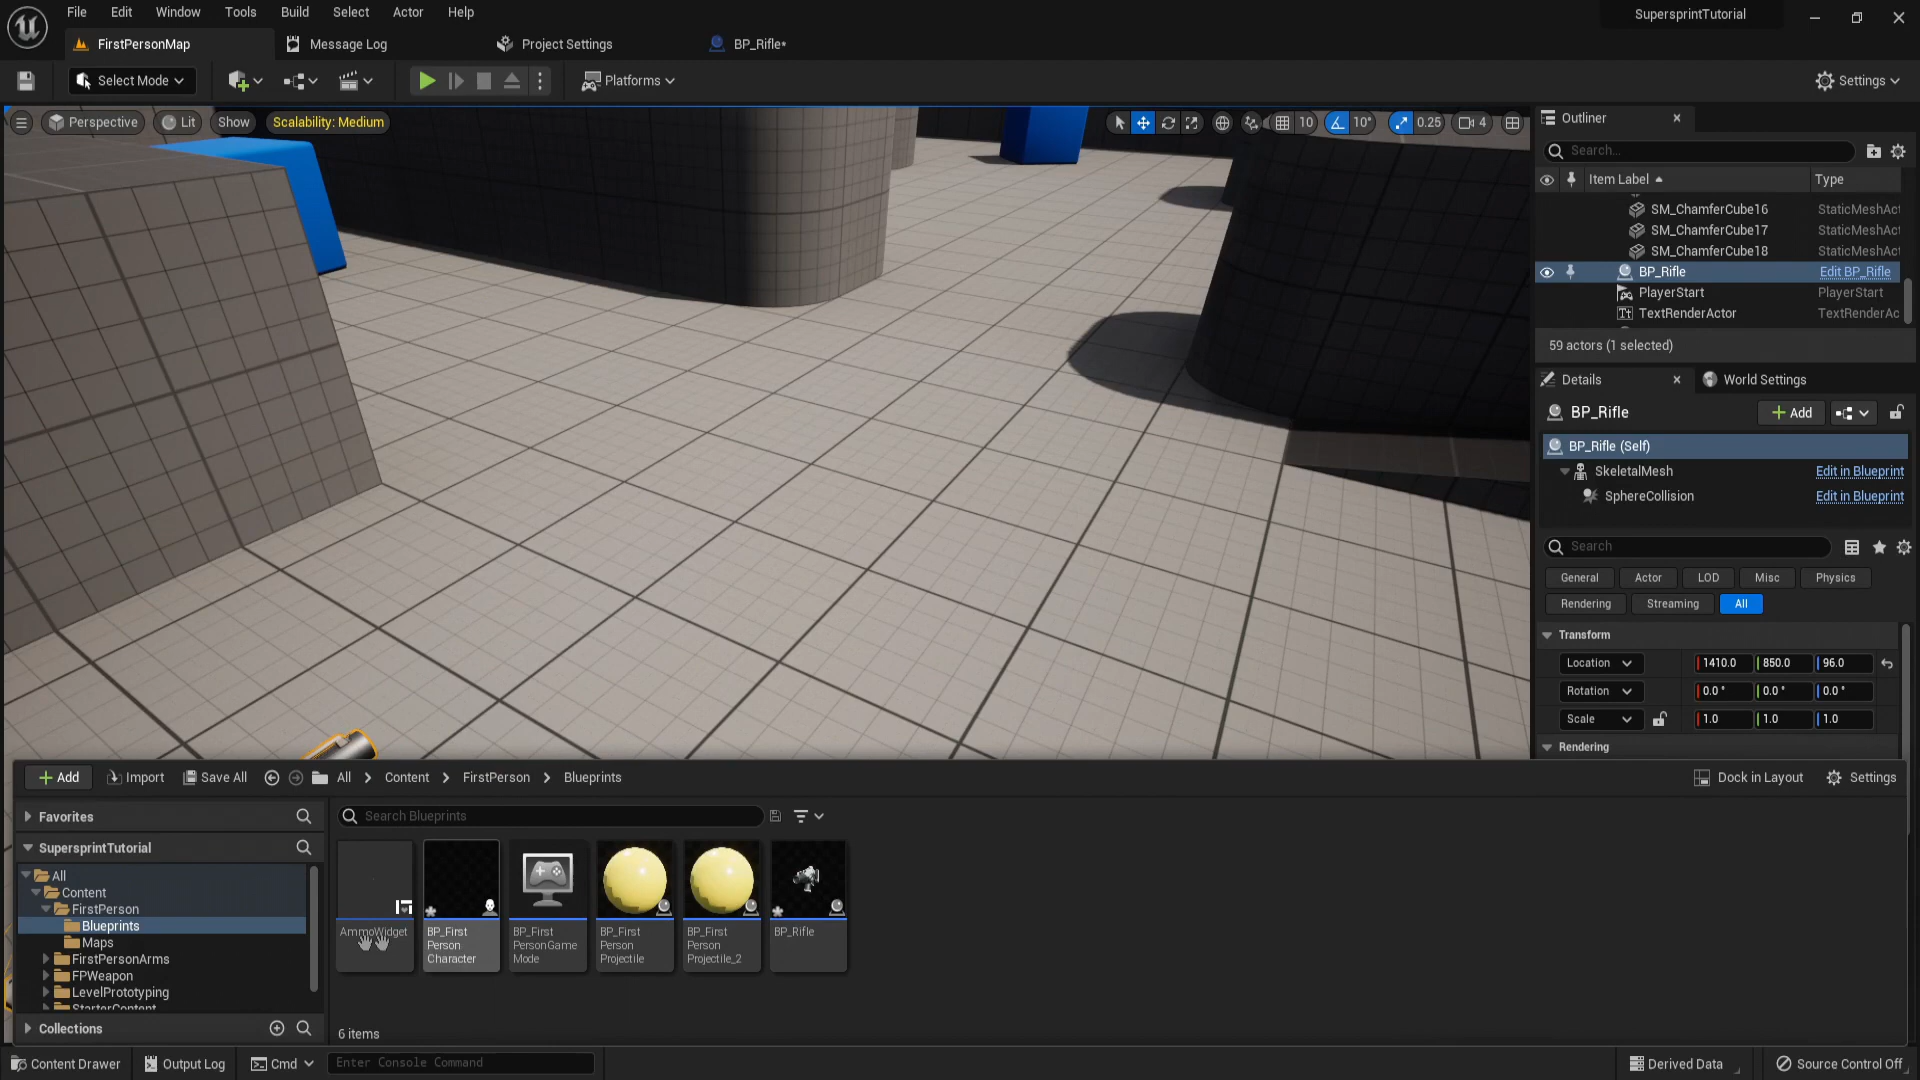 File Edit Window Tools Build Select Actor Help
SupersprintTutorial
FirstPersonMap
Message Log
Project Settings
BP_Rifle*
Select Mode
Platforms
Settings
Perspective
Lit
Show
Scalability: Medium
10
10°
0.25
4
Outliner
Search...
Item Label
Type
SM_ChamferCube16 StaticMeshAct
SM_ChamferCube17 StaticMeshAct
SM_ChamferCube18 StaticMeshAct
BP_Rifle Edit BP_Rifle
PlayerStart PlayerStart
TextRenderActor TextRenderAc
59 actors (1 selected)
Details
World Settings
BP_Rifle
Add
BP_Rifle (Self)
SkeletalMesh Edit in Blueprint
SphereCollision Edit in Blueprint
Search
General Actor LOD Misc Physics
Rendering Streaming All
Transform
Location 1410.0 850.0 96.0
Rotation 0.0° 0.0° 0.0°
Scale 1.0 1.0 1.0
Rendering
Add Import Save All All Content FirstPerson Blueprints
Dock in Layout Settings
Favorites
Search Blueprints
SupersprintTutorial
All
Content
FirstPerson
Blueprints
Maps
FirstPersonArms
FPWeapon
LevelPrototyping
StarterContent
Collections
AmmoWidget
BP_First
Person
Character
BP_First
PersonGame
Mode
BP_First
Person
Projectile
BP_First
Person
Projectile_2
BP_Rifle
6 items
Content Drawer
Output Log
Cmd
Enter Console Command
Derived Data
Source Control Off